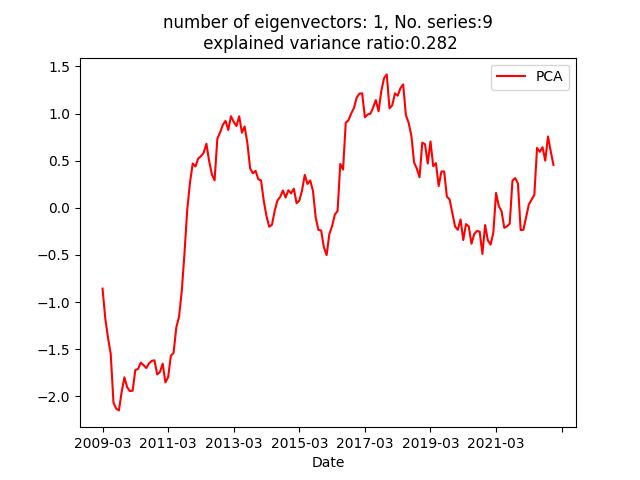 number of eigenvectors: 1, No. series:9
explained variance ratio:0.282
PCA
1.5
1.0
0.5
0.0
−0.5
−1.0
−1.5
−2.0
2009-03 2011-03 2013-03 2015-03 2017-03 2019-03 2021-03
Date